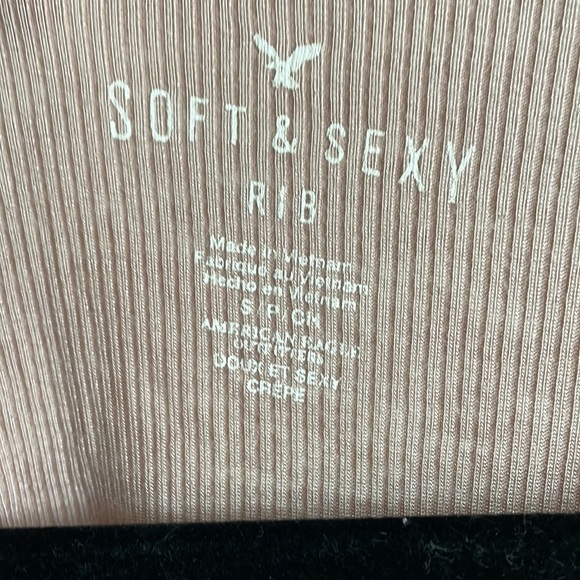 SOFT & SEXY
RIB
Made in Vietnam
Fabriqué au Vietnam
Hecho en Vietnam
S/P/CH
AMERICAN EAGLE
OUTFITTERS
DOUX ET SEXY
CRÊPE